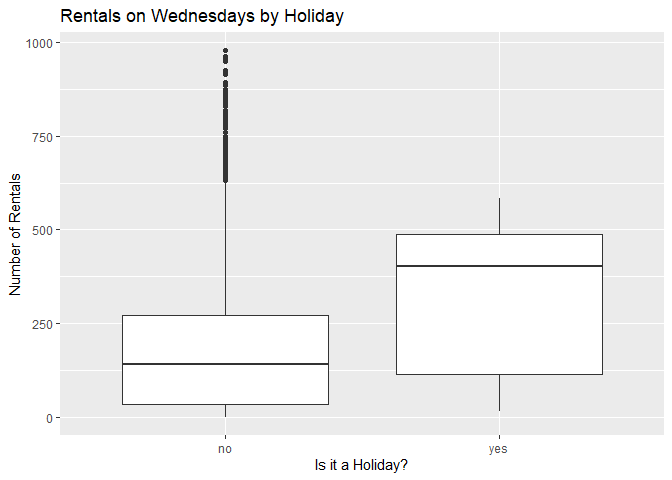 Rentals on Wednesdays by Holiday
1000
750
500
250
0
Number of Rentals
no yes
Is it a Holiday?